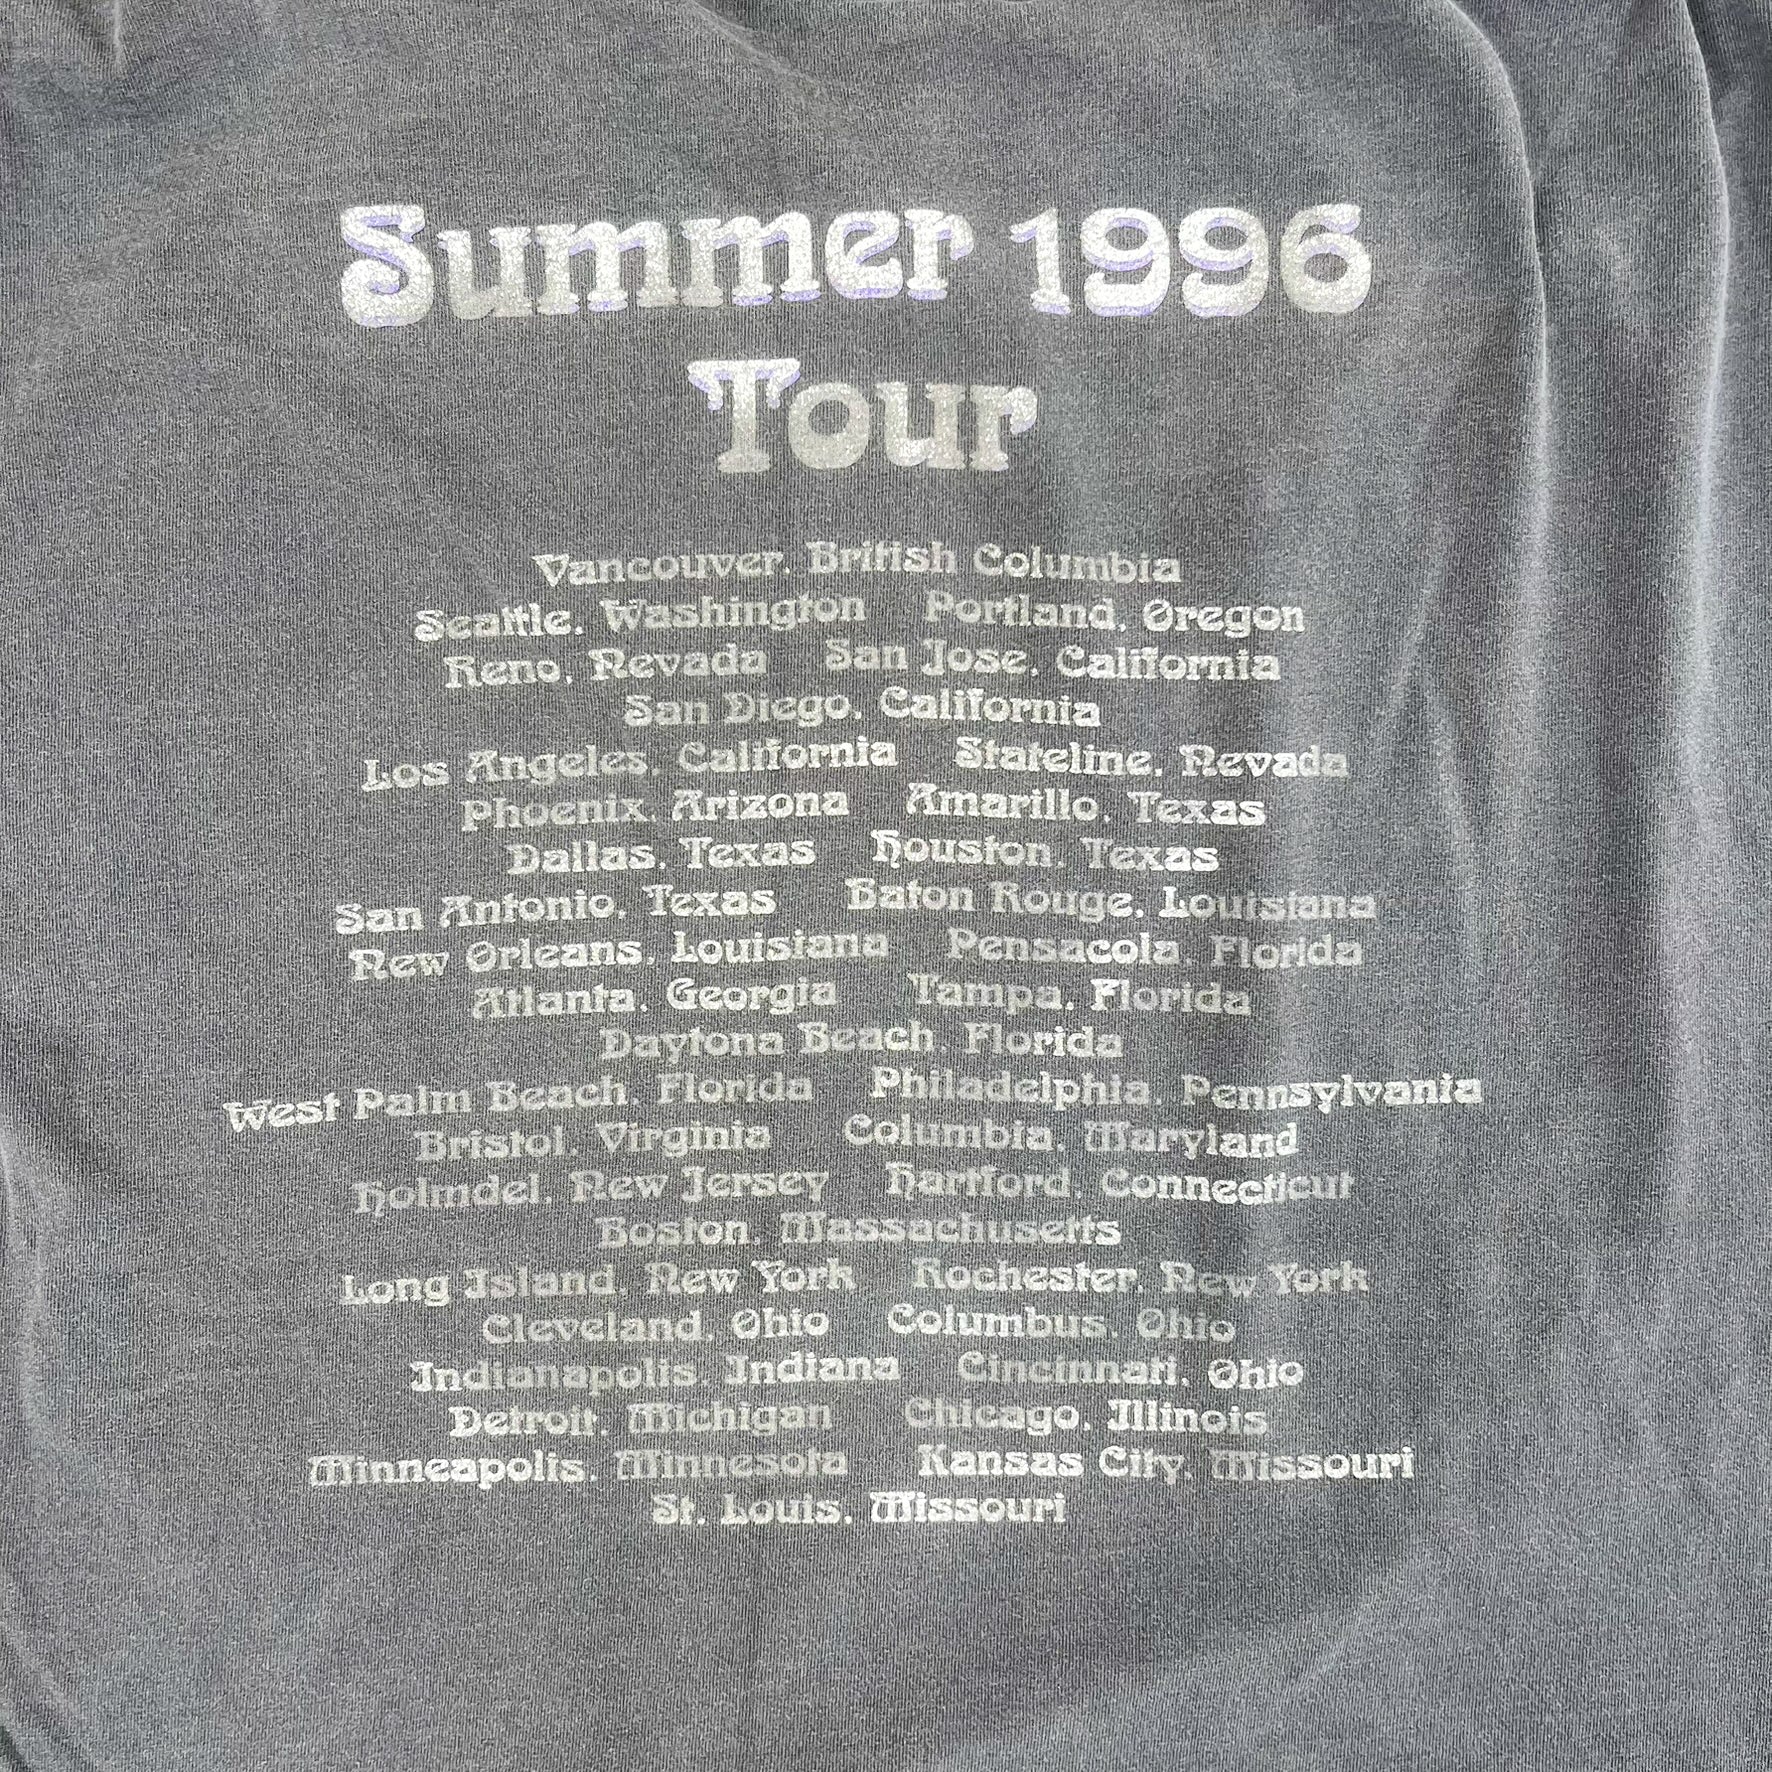 Summer 1996
Tour
Vancouver, British Columbia
Seattle, Washington Portland, Oregon
Reno, Nevada San Jose, California
San Diego, California
Los Angeles, California Stateline, Nevada
Phoenix, Arizona Amarillo, Texas
Dallas, Texas Houston, Texas
San Antonio, Texas Baton Rouge, Louisiana
New Orleans, Louisiana Pensacola, Florida
Atlanta, Georgia Tampa, Florida
Daytona Beach, Florida
West Palm Beach, Florida Philadelphia, Pennsylvania
Bristol, Virginia Columbia, Maryland
Holmdel, New Jersey Hartford, Connecticut
Boston, Massachusetts
Long Island, New York Rochester, New York
Cleveland, Ohio Columbus, Ohio
Indianapolis, Indiana Cincinnati, Ohio
Detroit, Michigan Chicago, Illinois
Minneapolis, Minnesota Kansas City, Missouri
St. Louis, Missouri